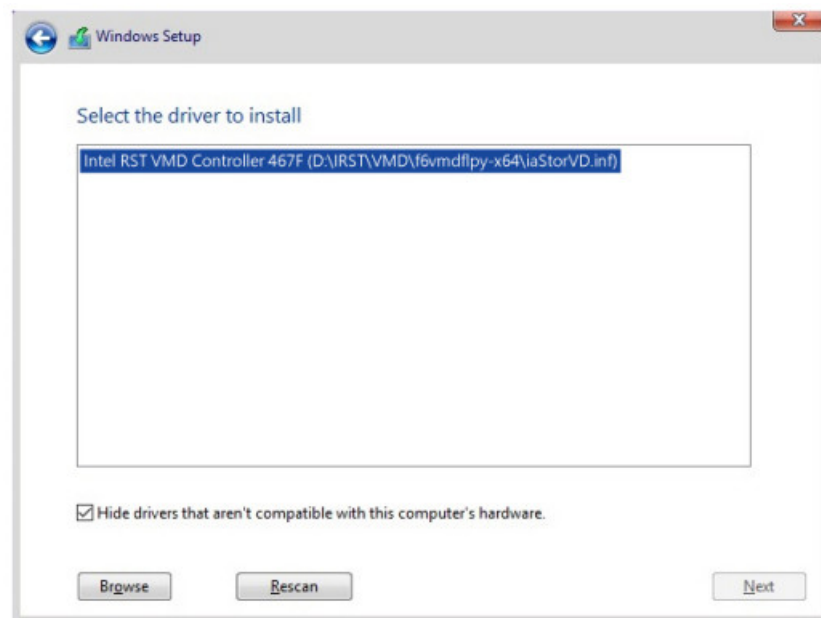 Windows Setup
Select the driver to install
Intel RST VMD Controller 467F (D:\IRST\VMD\f6vmdflpy-x64\iaStorVD.inf)
Hide drivers that aren't compatible with this computer's hardware.
Browse Rescan Next